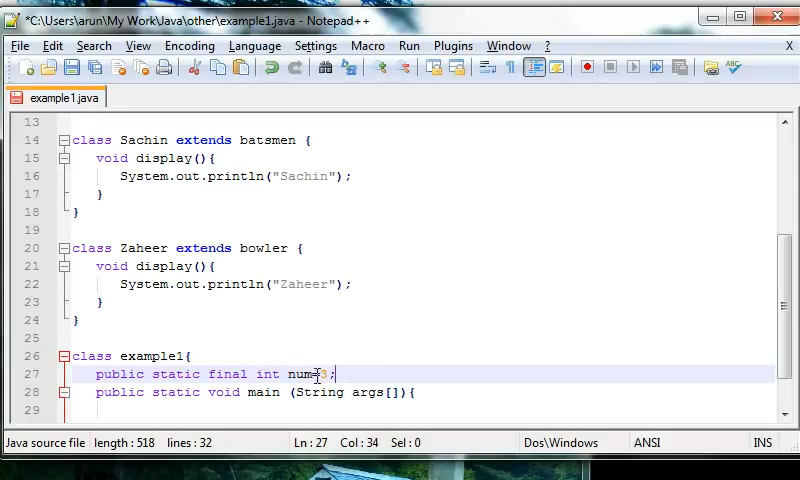 *C:\Users\arun\My Work\Java\other\example1.java - Notepad++
File Edit Search View Encoding Language Settings Macro Run Plugins Window ? X
example1.java
13
14 class Sachin extends batsmen {
15 void display(){
16 System.out.println("Sachin");
17 }
18 }
19
20 class Zaheer extends bowler {
21 void display(){
22 System.out.println("Zaheer");
23 }
24 }
25
26 class example1{
27 public static final int num=3;
28 public static void main (String args[]){
29
Java source file length : 518 lines : 32 Ln : 27 Col : 34 Sel : 0 Dos\Windows ANSI INS